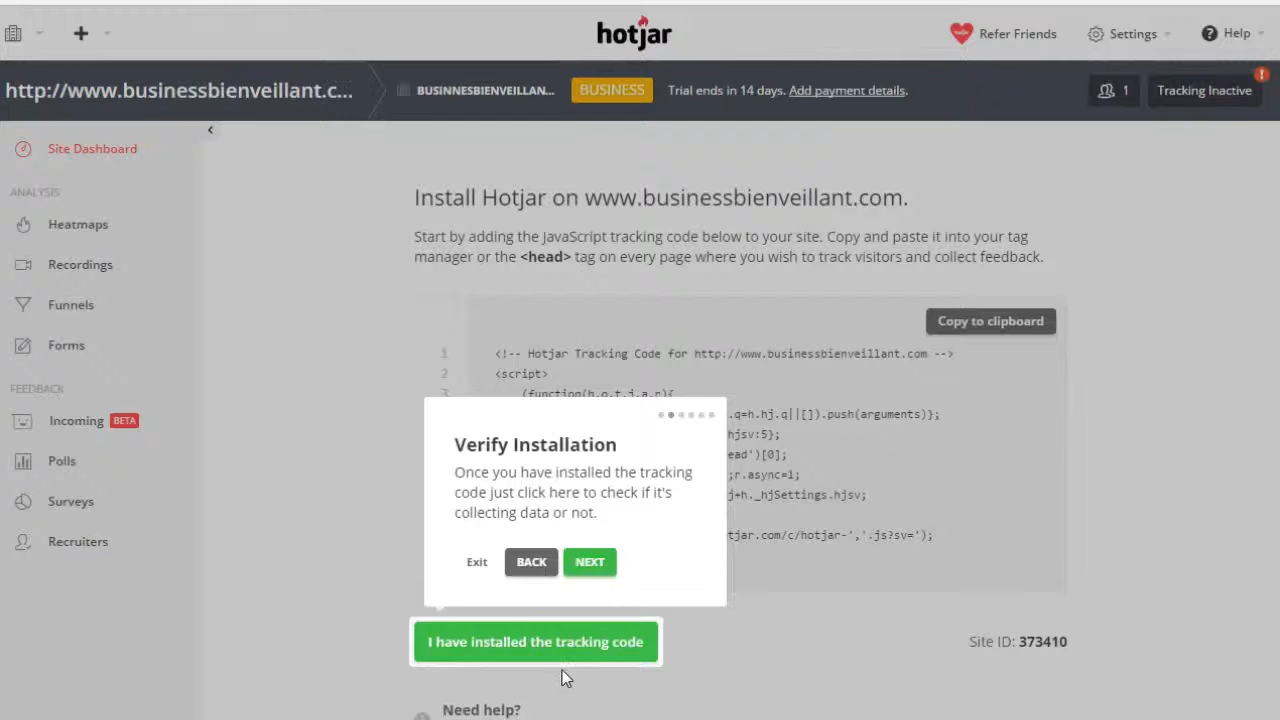 hotjar
Refer Friends
Settings
Help
http://www.businessbienveillant.c...
BUSINNESBIENVEILLAN...
BUSINESS
Trial ends in 14 days. Add payment details.
1
Tracking Inactive
!
Site Dashboard
ANALYSIS
Heatmaps
Recordings
Funnels
Forms
FEEDBACK
Incoming BETA
Polls
Surveys
Recruiters
Install Hotjar on www.businessbienveillant.com.
Start by adding the JavaScript tracking code below to your site. Copy and paste it into your tag
manager or the <head> tag on every page where you wish to track visitors and collect feedback.
Copy to clipboard
1 <!-- Hotjar Tracking Code for http://www.businessbienveillant.com -->
2 <script>
3 (function(h,o,t,j,a,r){
.q=h.hj.q||[]).push(arguments)};
hjsv:5};
ead')[0];
;r.async=1;
j+h._hjSettings.hjsv;
tjar.com/c/hotjar-','.js?sv=');
Verify Installation
Once you have installed the tracking
code just click here to check if it's
collecting data or not.
Exit
BACK
NEXT
I have installed the tracking code
Site ID: 373410
Need help?